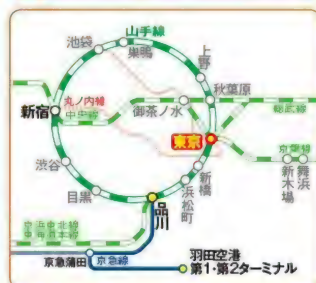 山手線
池袋
巣鴨
上野
秋葉原
総武線
丸ノ内線
中央線
新宿
御茶ノ水
東京
京葉線
新木場
舞浜
渋谷
目黒
品川
浜松町
新橋
京浜東北線
東海道本線
京急蒲田
京急線
羽田空港
第1・第2ターミナル